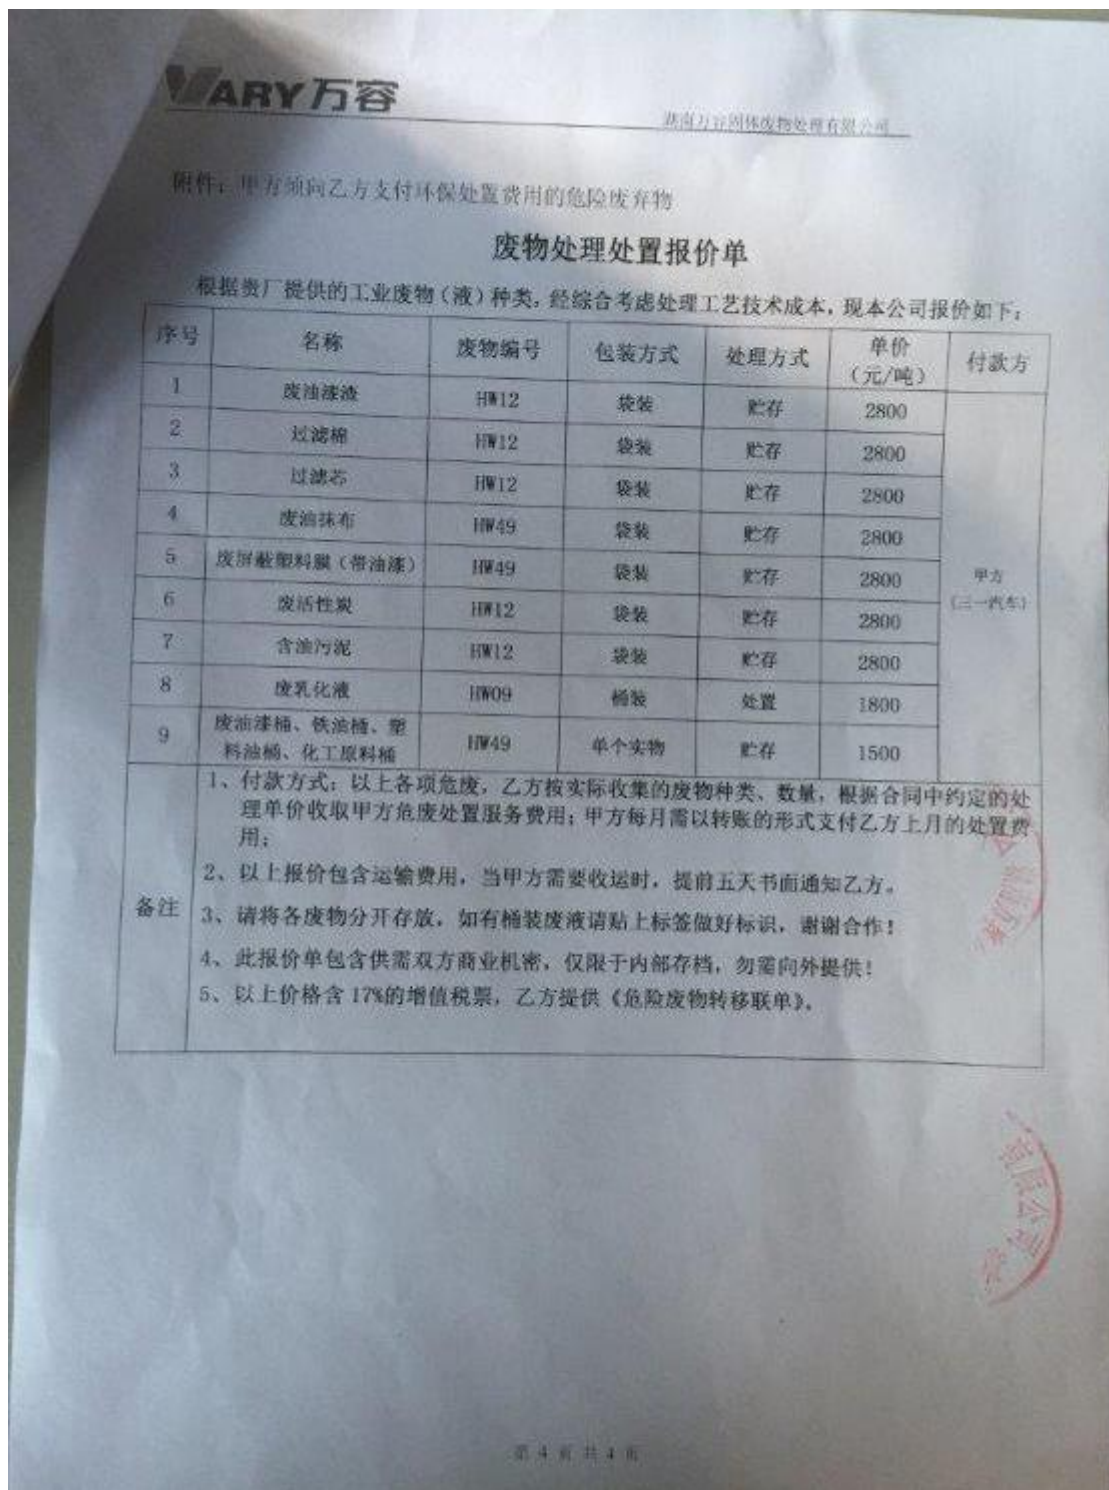 VARY万容
湖南万容固体废物处理有限公司
附件：甲方须向乙方支付环保处置费用的危险废弃物
废物处理处置报价单
根据贵厂提供的工业废物（液）种类，经综合考虑处理工艺技术成本，现本公司报价如下：
序号 名称 废物编号 包装方式 处理方式 单价（元/吨） 付款方
1 废油漆渣 HW12 袋装 贮存 2800
2 过滤棉 HW12 袋装 贮存 2800
3 过滤芯 HW12 袋装 贮存 2800
4 废油抹布 HW49 袋装 贮存 2800
5 废屏蔽塑料膜（带油漆） HW49 袋装 贮存 2800
甲方
（三一汽车）
6 废活性炭 HW12 袋装 贮存 2800
7 含油污泥 HW12 袋装 贮存 2800
8 废乳化液 HW09 桶装 处置 1800
9 废油漆桶、铁油桶、塑料油桶、化工原料桶 HW49 单个实物 贮存 1500
备注
1、付款方式：以上各项危废，乙方按实际收集的废物种类、数量，根据合同中约定的处
理单价收取甲方危废处置服务费用；甲方每月需以转账的形式支付乙方上月的处置费
用；
2、以上报价包含运输费用，当甲方需要收运时，提前五天书面通知乙方。
3、请将各废物分开存放，如有桶装废液请贴上标签做好标识，谢谢合作！
4、此报价单包含供需双方商业机密，仅限于内部存档，勿需向外提供！
5、以上价格含17%的增值税票，乙方提供《危险废物转移联单》。
有限公司
第 4 页 共 4 页